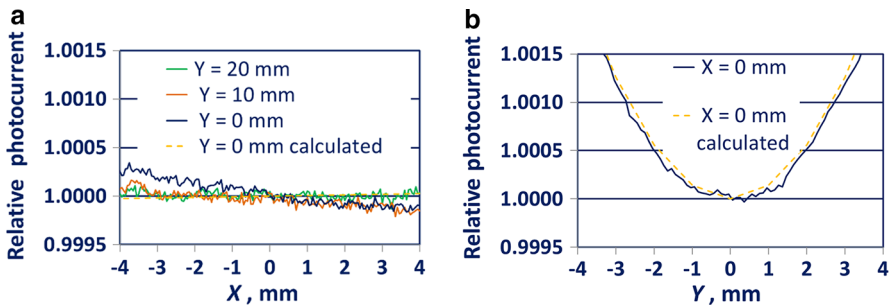 a
Relative photocurrent
1.0015
1.0010
1.0005
1.0000
0.9995
Y = 20 mm
Y = 10 mm
Y = 0 mm
Y = 0 mm calculated
-4 -3 -2 -1 0 1 2 3 4
X , mm
b
Relative photocurrent
1.0015
1.0010
1.0005
1.0000
0.9995
X = 0 mm
X = 0 mm
calculated
-4 -3 -2 -1 0 1 2 3 4
Y , mm